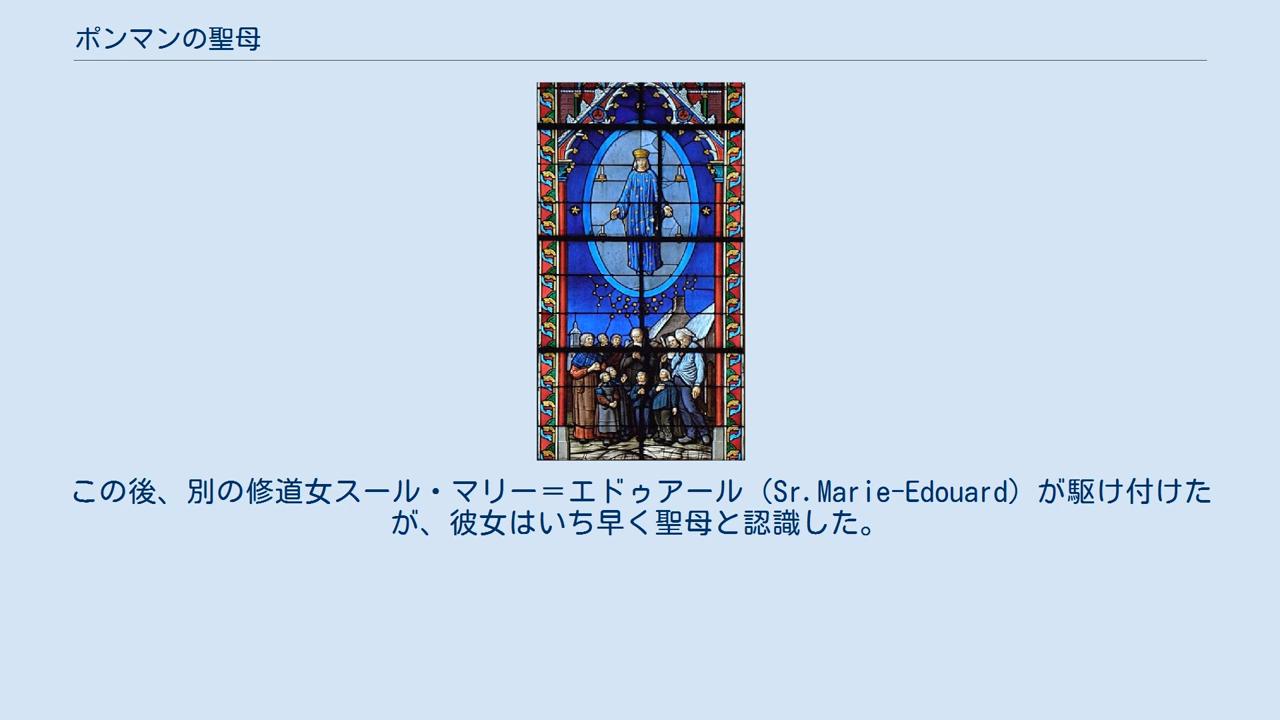 ポンマンの聖母
この後、別の修道女スール・マリー＝エドゥアール（Sr.Marie-Edouard）が駆け付けた
が、彼女はいち早く聖母と認識した。